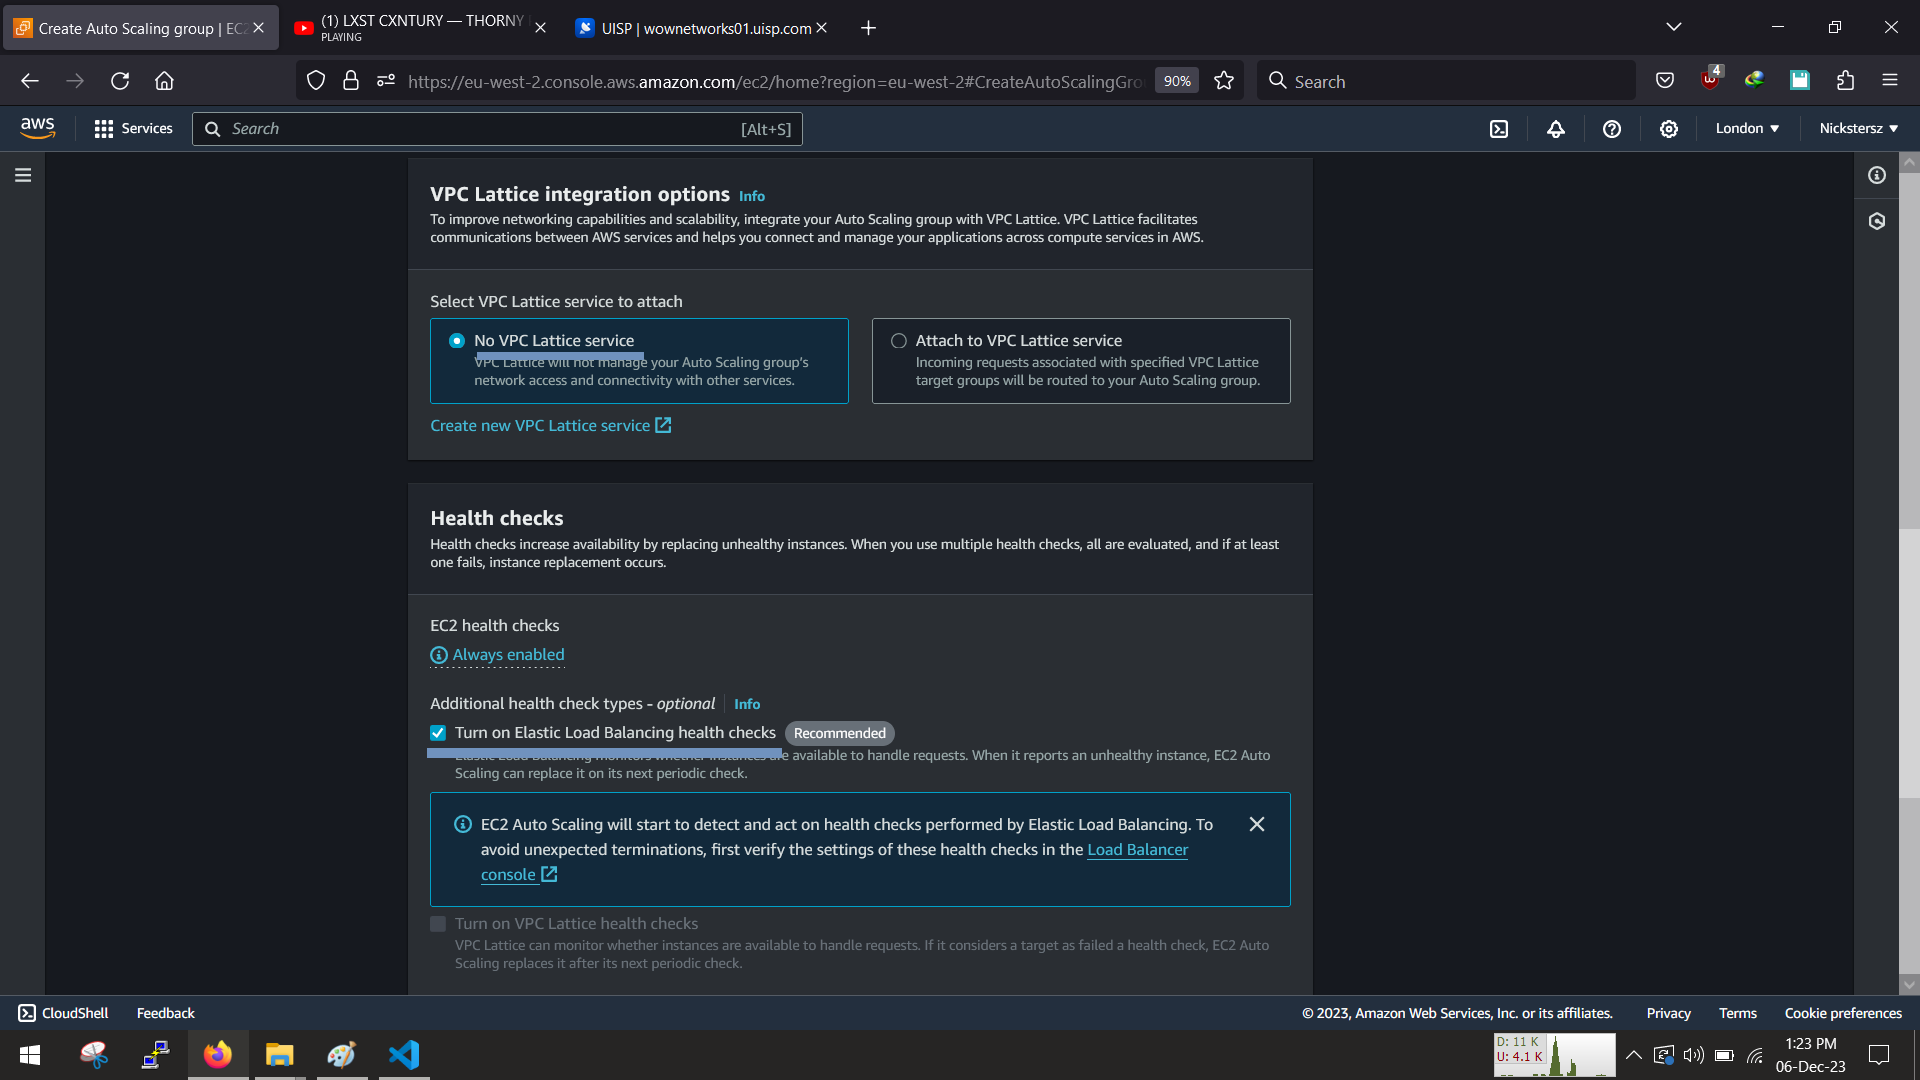 Create Auto Scaling group | EC2
(1) LXST CXNTURY — THORNY
PLAYING
UISP | wownetworks01.uisp.com
https://eu-west-2.console.aws.amazon.com/ec2/home?region=eu-west-2#CreateAutoScalingGro
90%
Search
4
aws
Services
Search
[Alt+S]
London
Nickstersz
VPC Lattice integration options Info
To improve networking capabilities and scalability, integrate your Auto Scaling group with VPC Lattice. VPC Lattice facilitates
communications between AWS services and helps you connect and manage your applications across compute services in AWS.
Select VPC Lattice service to attach
No VPC Lattice service
VPC Lattice will not manage your Auto Scaling group's
network access and connectivity with other services.
Attach to VPC Lattice service
Incoming requests associated with specified VPC Lattice
target groups will be routed to your Auto Scaling group.
Create new VPC Lattice service
Health checks
Health checks increase availability by replacing unhealthy instances. When you use multiple health checks, all are evaluated, and if at least
one fails, instance replacement occurs.
EC2 health checks
Always enabled
Additional health check types - optional Info
Turn on Elastic Load Balancing health checks Recommended
Elastic Load Balancing monitors whether instances are available to handle requests. When it reports an unhealthy instance, EC2 Auto
Scaling can replace it on its next periodic check.
EC2 Auto Scaling will start to detect and act on health checks performed by Elastic Load Balancing. To
avoid unexpected terminations, first verify the settings of these health checks in the Load Balancer
console
Turn on VPC Lattice health checks
VPC Lattice can monitor whether instances are available to handle requests. If it considers a target as failed a health check, EC2 Auto
Scaling replaces it after its next periodic check.
CloudShell
Feedback
© 2023, Amazon Web Services, Inc. or its affiliates.
Privacy
Terms
Cookie preferences
D: 11 K
U: 4.1 K
1:23 PM
06-Dec-23